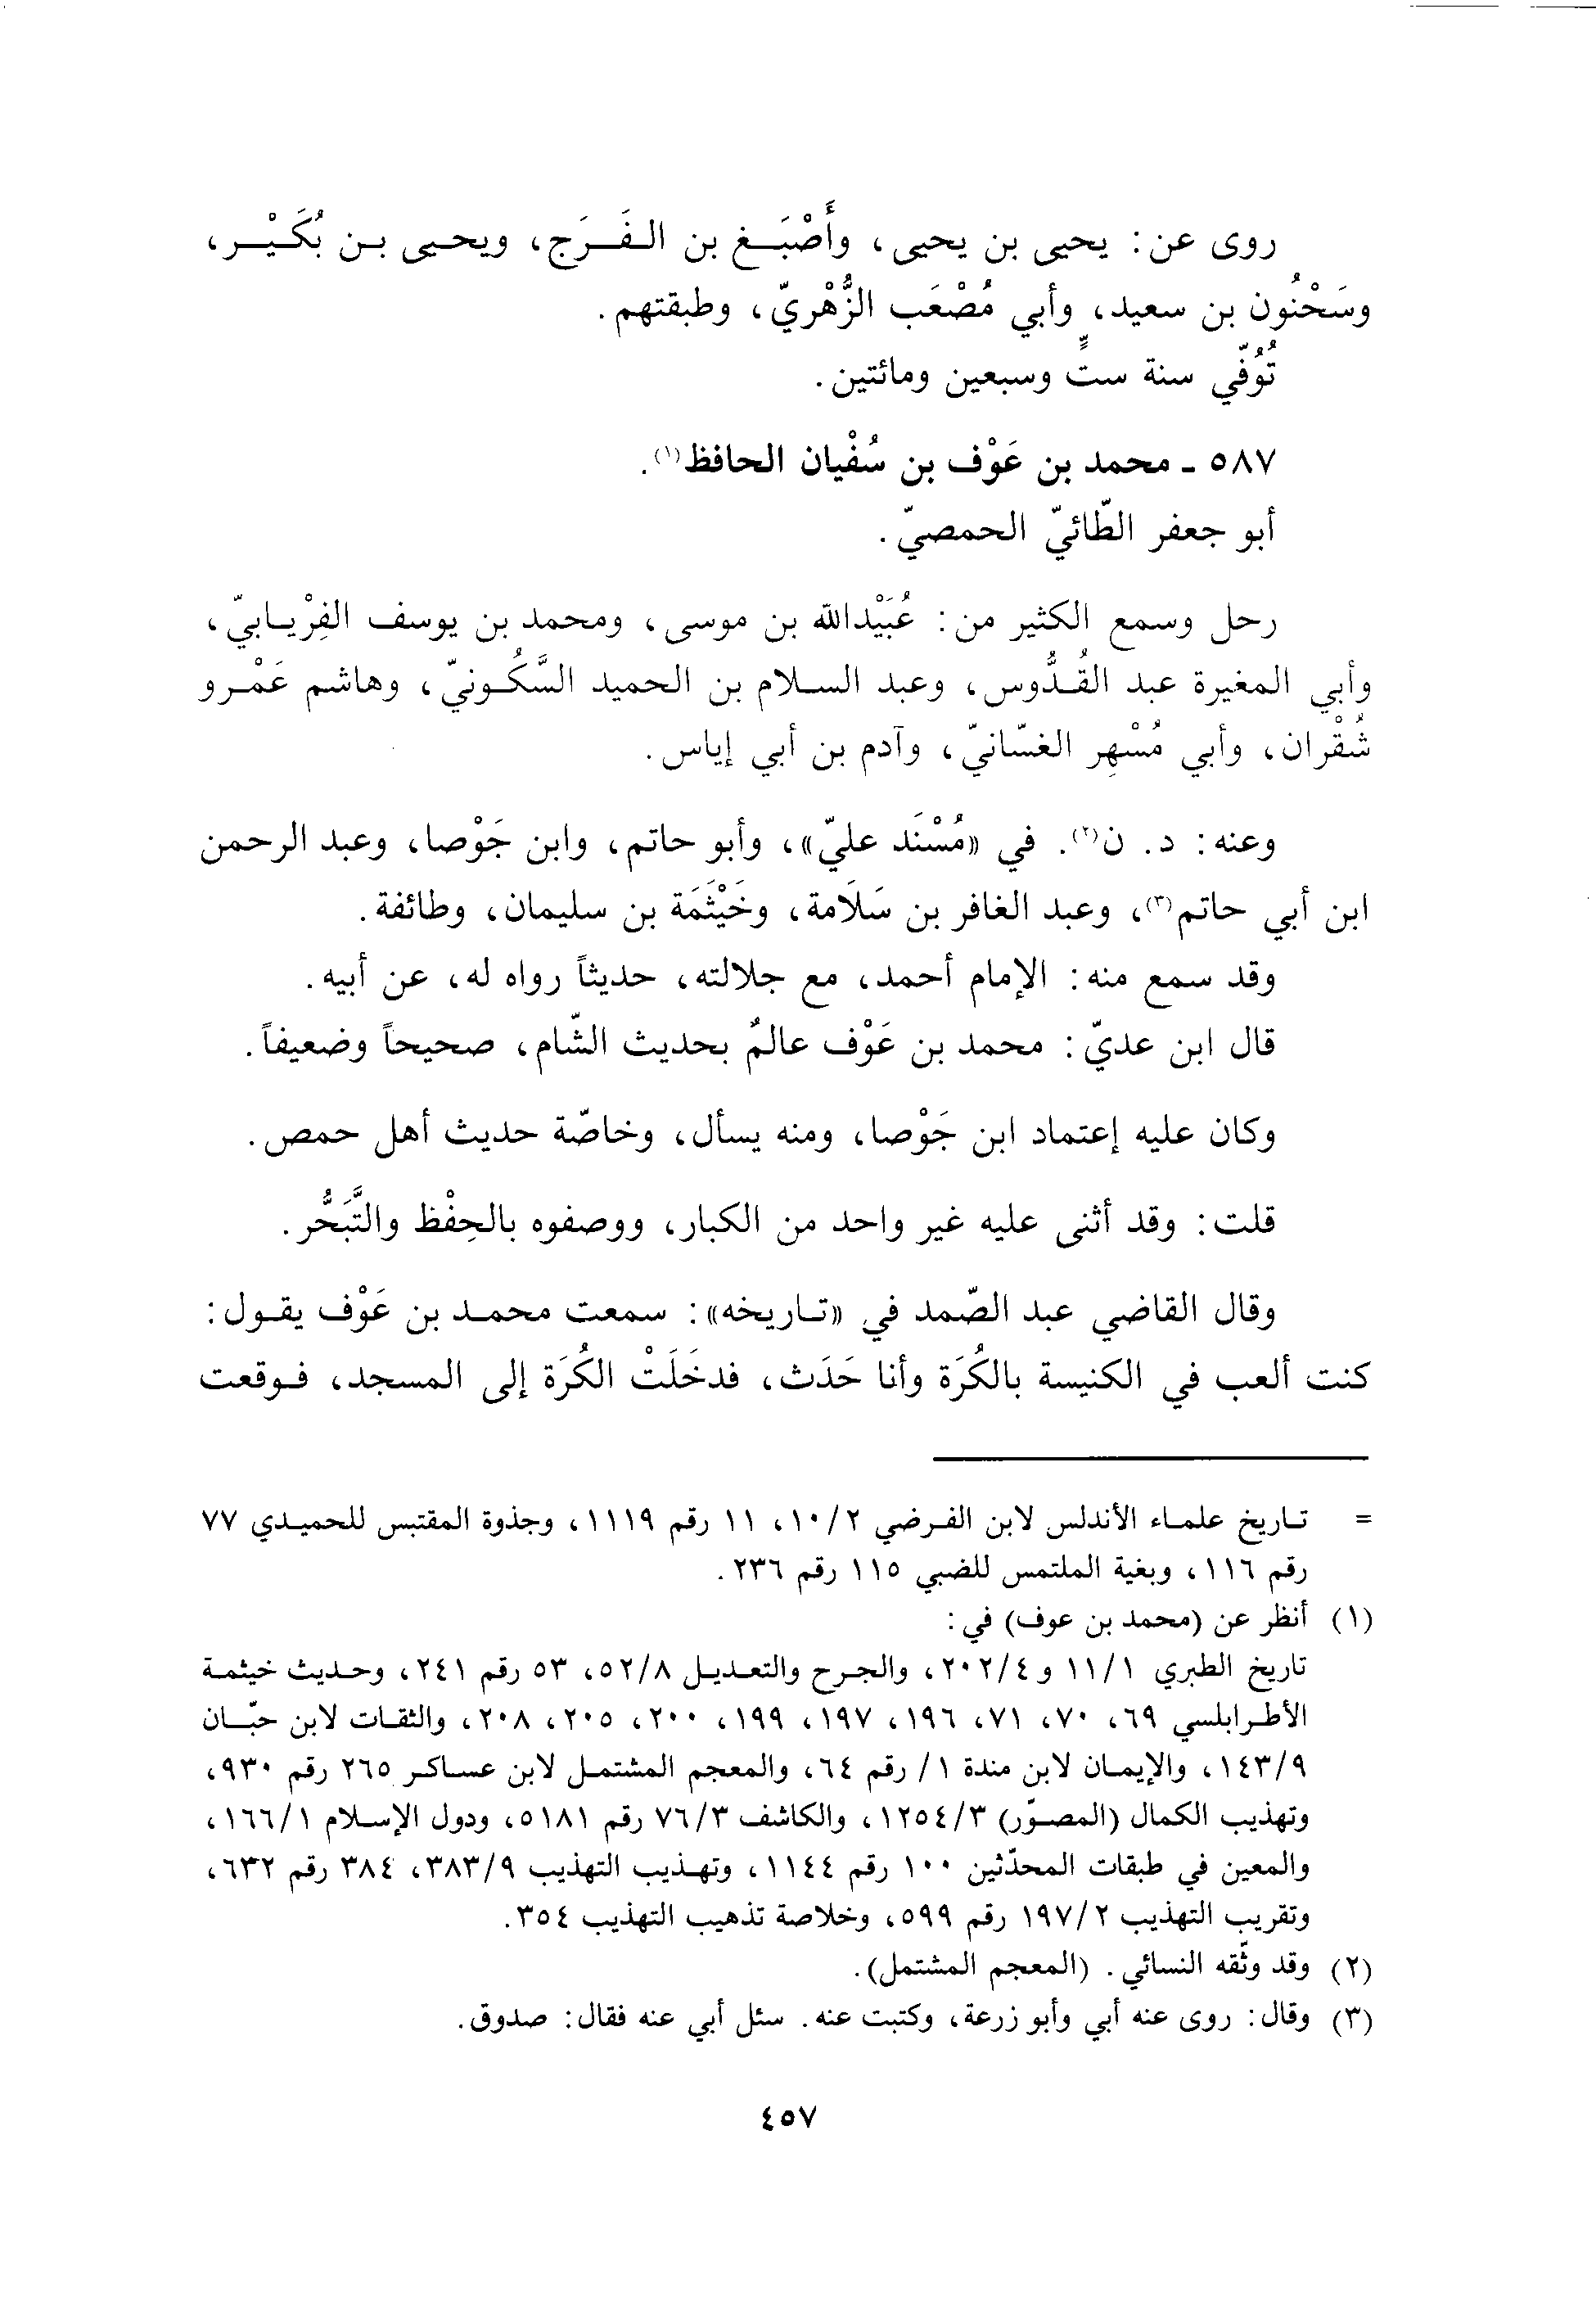 روى عن: يحيى بن يحيى، وأَصْبَغ بن الفَرَج، ويحيى بن بُكَيْر،
وسَحْنُون بن سعيد، وأبي مُصْعَب الزُّهْريّ، وطبقتهم.
تُوُفّي سنة ستٍّ وسبعين ومائتين.
٥٨٧ ـ محمد بن عَوْف بن سُفْيان الحافظ(١).
أبو جعفر الطّائيّ الحمصيّ.
رحل وسمع الكثير من: عُبَيْدالله بن موسى، ومحمد بن يوسف الفِرْيابيّ،
وأبي المغيرة عبد القُدُّوس، وعبد السلام بن الحميد السَّكُونيّ، وهاشم عَمْرو
شُقْران، وأبي مُسْهِر الغسّانيّ، وآدم بن أبي إياس.
وعنه: د. ن(٢). في «مُسْنَد عليّ»، وأبو حاتم، وابن جَوْصا، وعبد الرحمن
ابن أبي حاتم(٣)، وعبد الغافر بن سَلَامة، وخَيْثَمَة بن سليمان، وطائفة.
وقد سمع منه: الإمام أحمد، مع جلالته، حديثاً رواه له، عن أبيه.
قال ابن عديّ: محمد بن عَوْف عالمٌ بحديث الشّام، صحيحاً وضعيفاً.
وكان عليه إعتماد ابن جَوْصا، ومنه يسأل، وخاصّة حديث أهل حمص.
قلت: وقد أثنى عليه غير واحد من الكبار، ووصفوه بالحِفْظ والتَّبَحُّر.
وقال القاضي عبد الصّمد في «تاريخه»: سمعت محمد بن عَوْف يقول:
كنت ألعب في الكنيسة بالكُرَة وأنا حَدَث، فدخَلَتْ الكُرَة إلى المسجد، فوقعت
= تاريخ علماء الأندلس لابن الفرضي ١٠/٢، ١١ رقم ١١١٩، وجذوة المقتبس للحميدي ٧٧
رقم ١١٦، وبغية الملتمس للضبي ١١٥ رقم ٢٣٦.
(١) أنظر عن (محمد بن عوف) في:
تاريخ الطبري ١١/١ و٢٠٢/٤، والجرح والتعديل ٥٢/٨، ٥٣ رقم ٢٤١، وحديث خيثمة
الأطرابلسي ٦٩، ٧٠، ٧١، ١٩٦، ١٩٧، ١٩٩، ٢٠٠، ٢٠٥، ٢٠٨، والثقات لابن حبّان
١٤٣/٩، والإيمان لابن مندة ١/ رقم ٦٤، والمعجم المشتمل لابن عساكر ٢٦٥ رقم ٩٣٠،
وتهذيب الكمال (المصوّر) ١٢٥٤/٣، والكاشف ٧٦/٣ رقم ٥١٨١، ودول الإسلام ١٦٦/١،
والمعين في طبقات المحدّثين ١٠٠ رقم ١١٤٤، وتهذيب التهذيب ٣٨٣/٩، ٣٨٤ رقم ٦٣٢،
وتقريب التهذيب ١٩٧/٢ رقم ٥٩٩، وخلاصة تذهيب التهذيب ٣٥٤.
(٢) وقد وثّقه النسائي. (المعجم المشتمل).
(٣) وقال: روى عنه أبي وأبو زرعة، وكتبت عنه. سئل أبي عنه فقال: صدوق.
٤٥٧